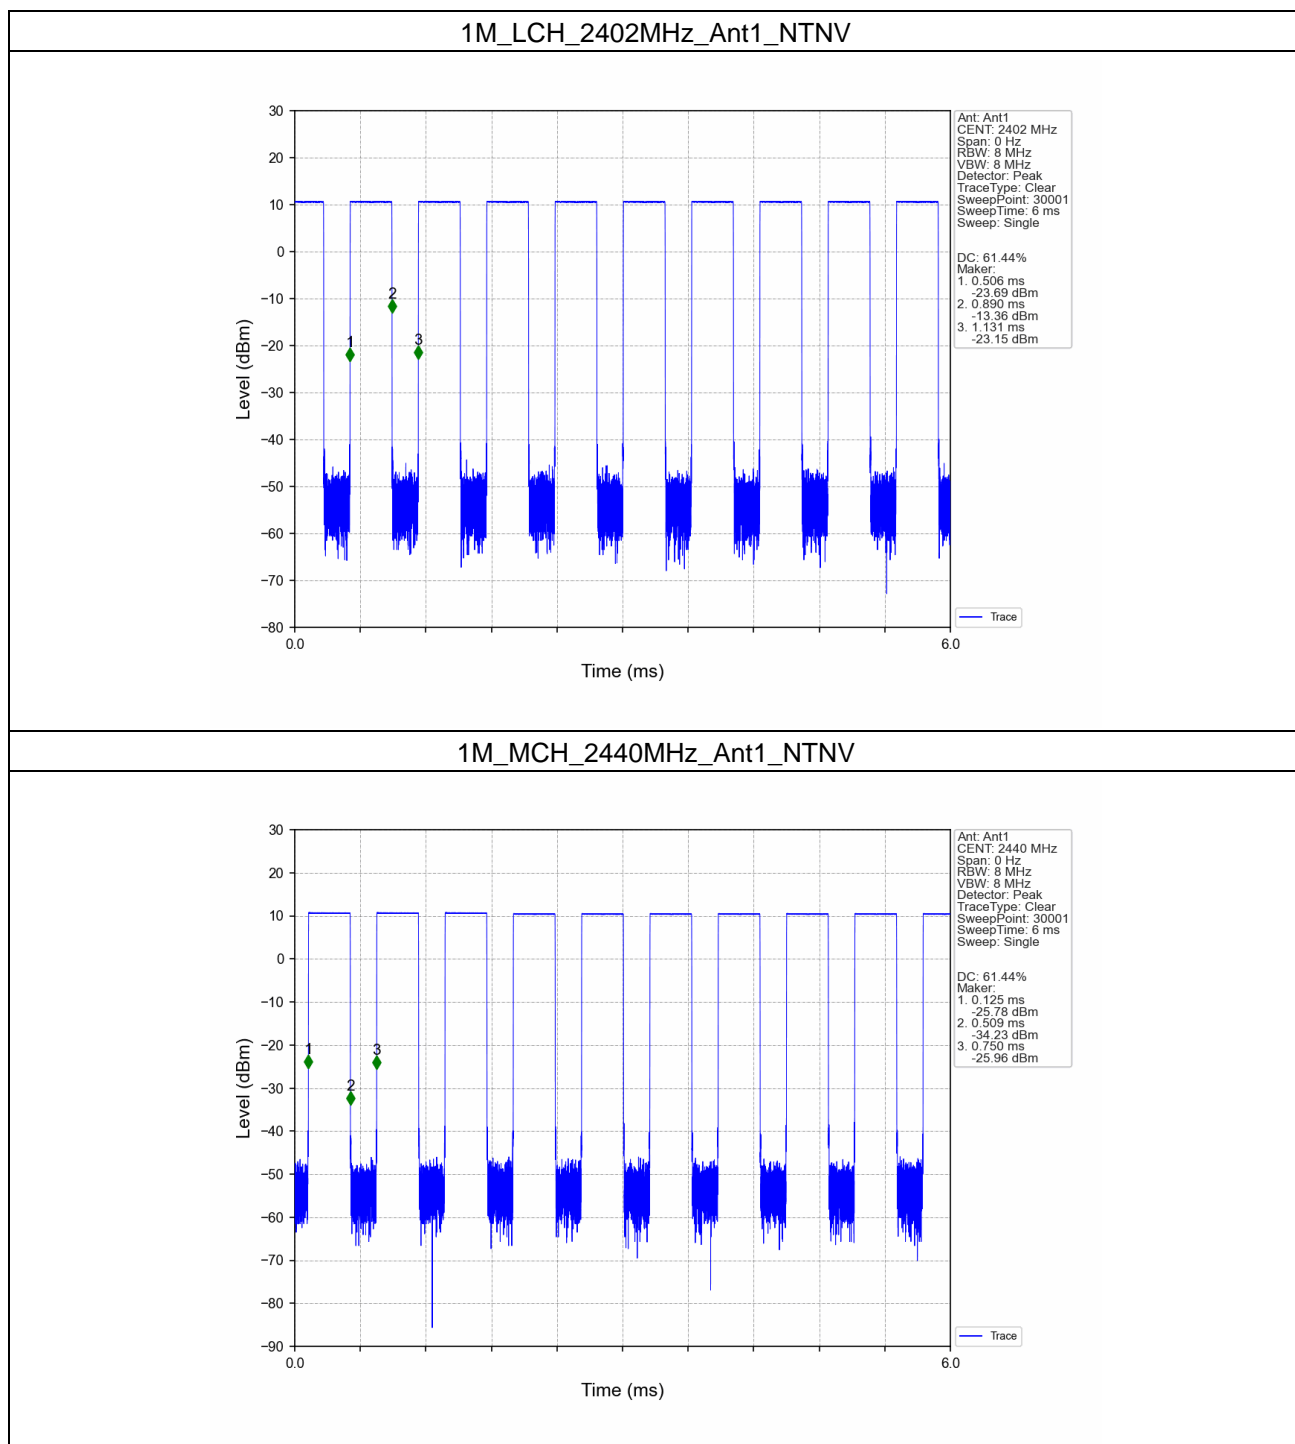 1M_LCH_2402MHz_Ant1_NTNV
30
20
10
0
−10
−20
−30
−40
−50
−60
−70
−80
Level (dBm)
1
2
3
0.0
6.0
Time (ms)
Ant: Ant1
CENT: 2402 MHz
Span: 0 Hz
RBW: 8 MHz
VBW: 8 MHz
Detector: Peak
TraceType: Clear
SweepPoint: 30001
SweepTime: 6 ms
Sweep: Single
DC: 61.44%
Maker:
1. 0.506 ms
-23.69 dBm
2. 0.890 ms
-13.36 dBm
3. 1.131 ms
-23.15 dBm
Trace
1M_MCH_2440MHz_Ant1_NTNV
30
20
10
0
−10
−20
−30
−40
−50
−60
−70
−80
−90
Level (dBm)
1
2
3
0.0
6.0
Time (ms)
Ant: Ant1
CENT: 2440 MHz
Span: 0 Hz
RBW: 8 MHz
VBW: 8 MHz
Detector: Peak
TraceType: Clear
SweepPoint: 30001
SweepTime: 6 ms
Sweep: Single
DC: 61.44%
Maker:
1. 0.125 ms
-25.78 dBm
2. 0.509 ms
-34.23 dBm
3. 0.750 ms
-25.96 dBm
Trace